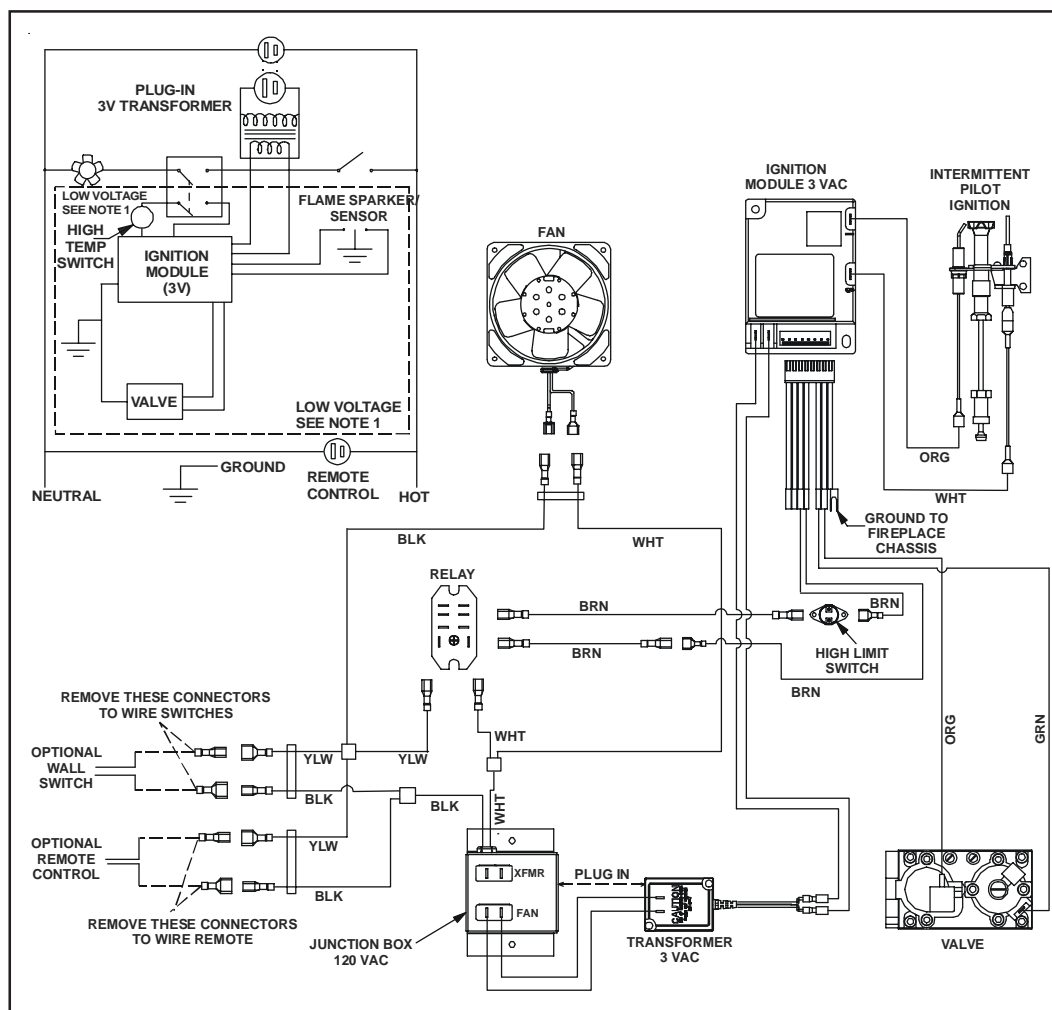 PLUG-IN
3V TRANSFORMER
LOW VOLTAGE
SEE NOTE 1
HIGH
TEMP
SWITCH
FLAME SPARKER/
SENSOR
IGNITION
MODULE
(3V)
VALVE
LOW VOLTAGE
SEE NOTE 1
GROUND
REMOTE
CONTROL
NEUTRAL
HOT
FAN
IGNITION
MODULE 3 VAC
INTERMITTENT
PILOT
IGNITION
ORG
WHT
GROUND TO
FIREPLACE
CHASSIS
BLK
WHT
RELAY
BRN
BRN
BRN
HIGH LIMIT
SWITCH
BRN
REMOVE THESE CONNECTORS
TO WIRE SWITCHES
OPTIONAL
WALL
SWITCH
YLW
YLW
WHT
BLK
BLK
WHT
ORG
GRN
OPTIONAL
REMOTE
CONTROL
YLW
BLK
REMOVE THESE CONNECTORS
TO WIRE REMOTE
XFMR
FAN
PLUG IN
CAUTION
JUNCTION BOX
120 VAC
TRANSFORMER
3 VAC
VALVE